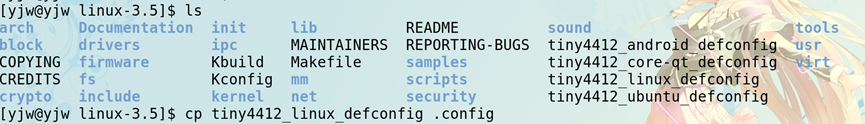 [yjw@yjw linux-3.5]$ ls
arch Documentation init lib README sound tools
block drivers ipc MAINTAINERS REPORTING-BUGS tiny4412_android_defconfig usr
COPYING firmware Kbuild Makefile samples tiny4412_core-qt_defconfig virt
CREDITS fs Kconfig mm scripts tiny4412_linux_defconfig
crypto include kernel net security tiny4412_ubuntu_defconfig
[yjw@yjw linux-3.5]$ cp tiny4412_linux_defconfig .config